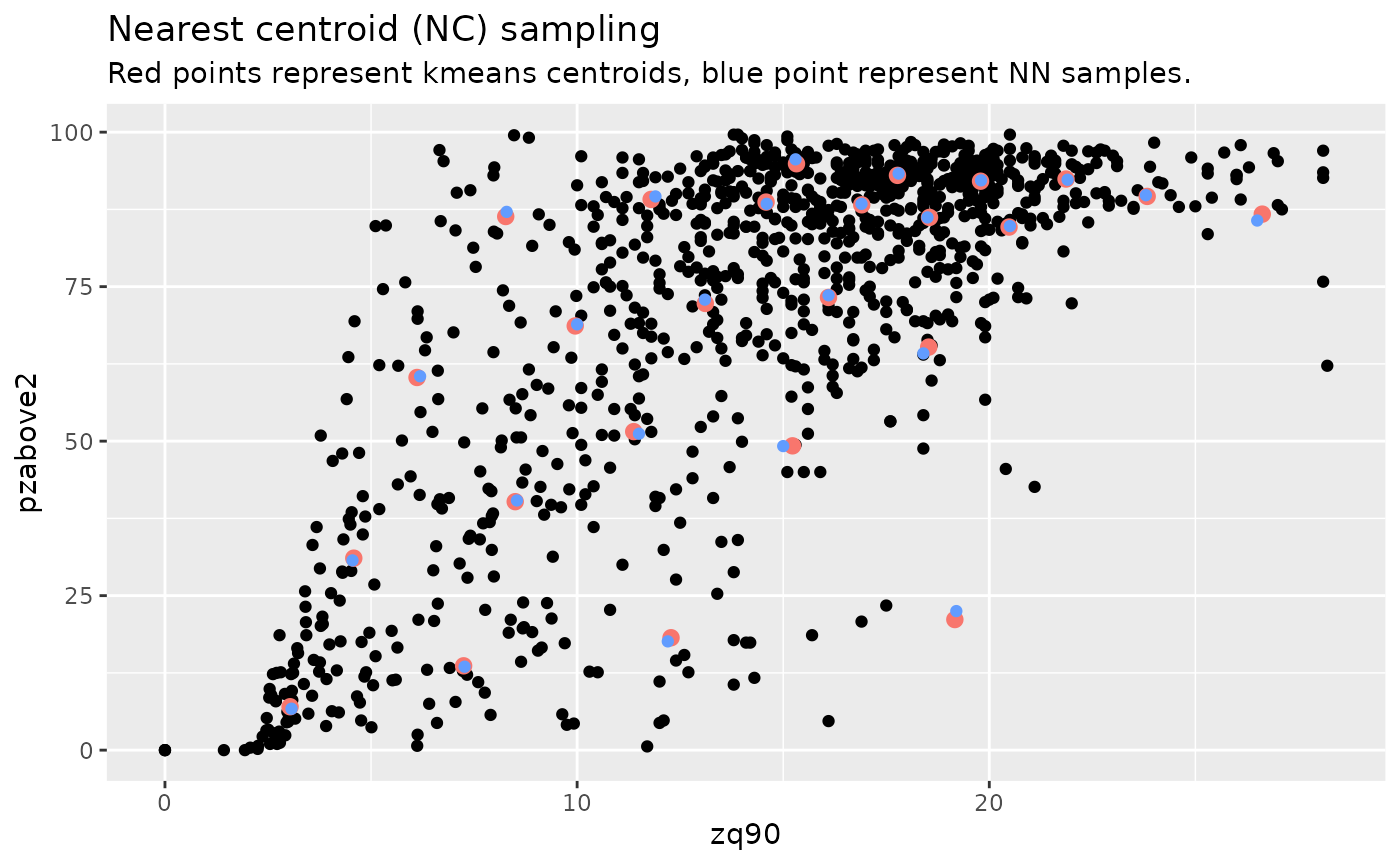 Nearest centroid (NC) sampling
Red points represent kmeans centroids, blue point represent NN samples.
100
75
50
25
0
pzabove2
0 10 20
zq90